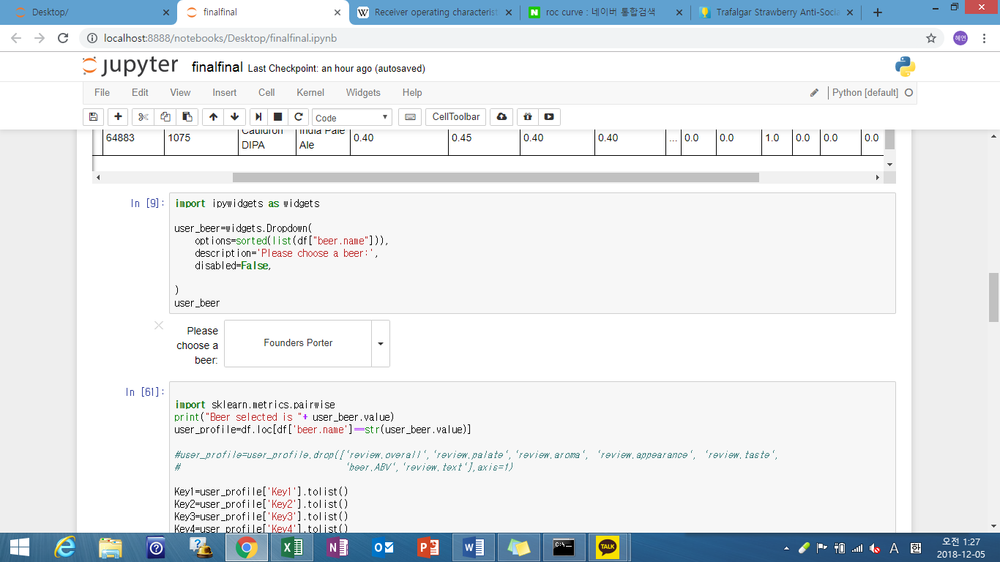 Desktop/
finalfinal
Receiver operating characterist
roc curve : 네이버 통합검색
Trafalgar Strawberry Anti-Socia
localhost:8888/notebooks/Desktop/finalfinal.ipynb
혜연
jupyter finalfinal Last Checkpoint: an hour ago (autosaved)
File Edit View Insert Cell Kernel Widgets Help
Python [default]
Code
CellToolbar
64883 1075 Cauldron DIPA India Pale Ale 0.40 0.45 0.40 0.40 ... 0.0 0.0 1.0 0.0 0.0 0.0
In [9]:
import ipywidgets as widgets
user_beer=widgets.Dropdown(
options=sorted(list(df["beer.name"])),
description='Please choose a beer:',
disabled=False,
)
user_beer
Please
choose a
beer:
Founders Porter
In [61]:
import sklearn.metrics.pairwise
print("Beer selected is "+ user_beer.value)
user_profile=df.loc[df['beer.name']==str(user_beer.value)]
#user_profile=user_profile.drop(['review.overall','review.palate','review.aroma', 'review.appearance', 'review.taste',
# 'beer.ABV','review.text'],axis=1)
Key1=user_profile['Key1'].tolist()
Key2=user_profile['Key2'].tolist()
Key3=user_profile['Key3'].tolist()
Key4=user_profile['Key4'].tolist()
TALK
A
한
오전 1:27
2018-12-05